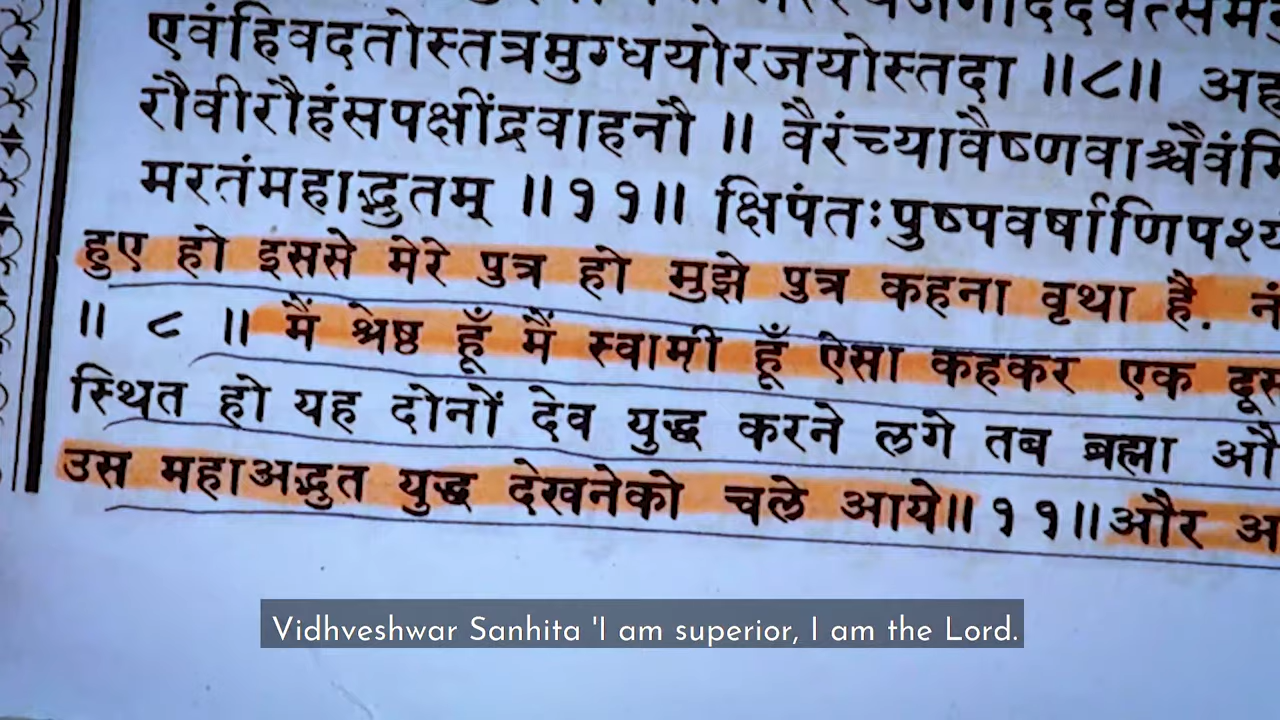 एवंहिवदतोस्तत्रमुग्धयोरजयोस्तदा ॥८॥
रौवीरौहंसपक्षींद्रवाहनौ ॥
मरतंमहाद्भुतम् ॥११॥
हुए हो इससे मेरे पुत्र हो मुझे पुत्र कहना वृथा है.
॥ ८ ॥ मैं श्रेष्ठ हूँ मैं स्वामी हूँ ऐसा कहकर एक
स्थित हो यह दोनों देव युद्ध करने लगे तब ब्रह्मा
उस महाअद्भुत युद्ध देखनेको चले आये॥११॥और
Vidhveshwar Sanhita 'I am superior, I am the Lord.